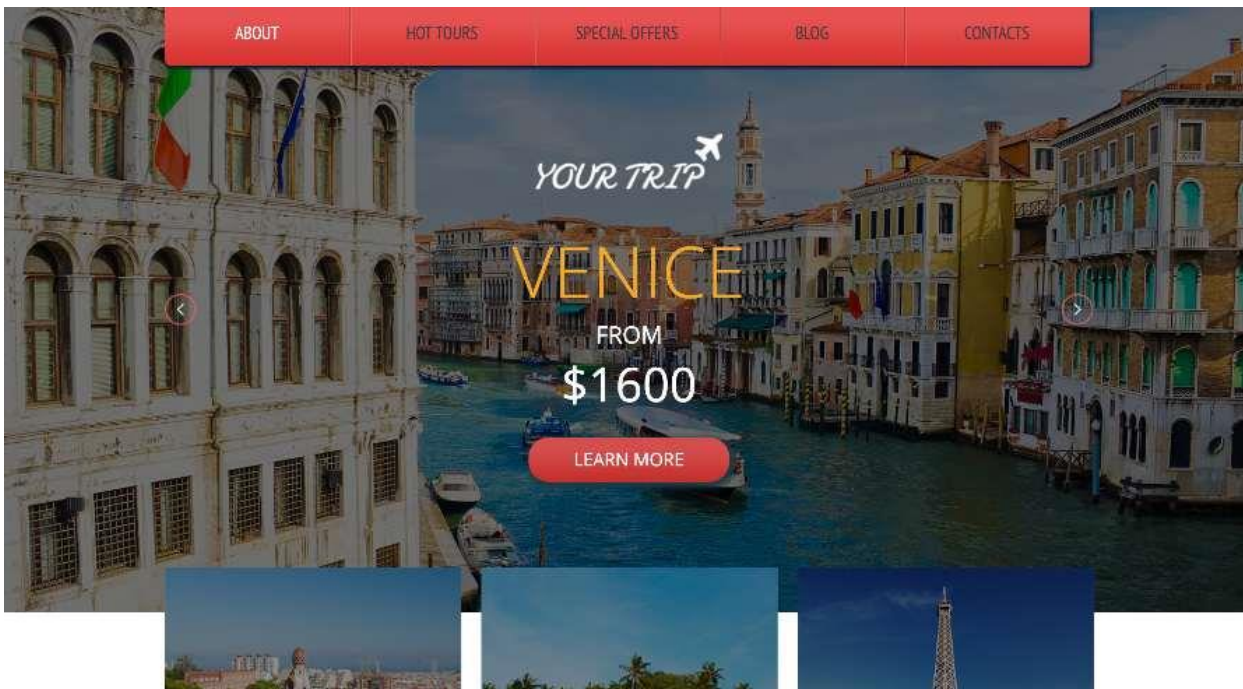 ABOUT
HOT TOURS
SPECIAL OFFERS
BLOG
CONTACTS
YOUR TRIP
VENICE
FROM
$1600
LEARN MORE